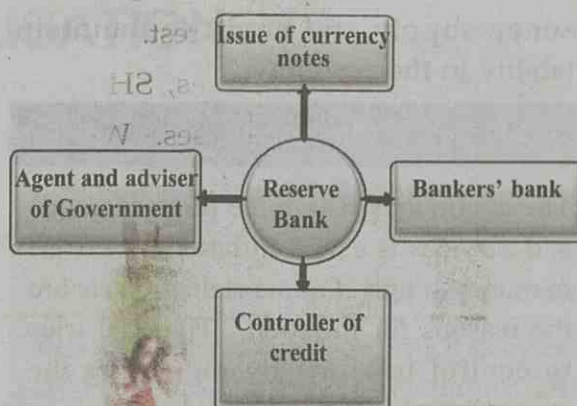 Issue of currency
notes
Agent and adviser
of Government
Reserve
Bank
Bankers' bank
Controller of
credit